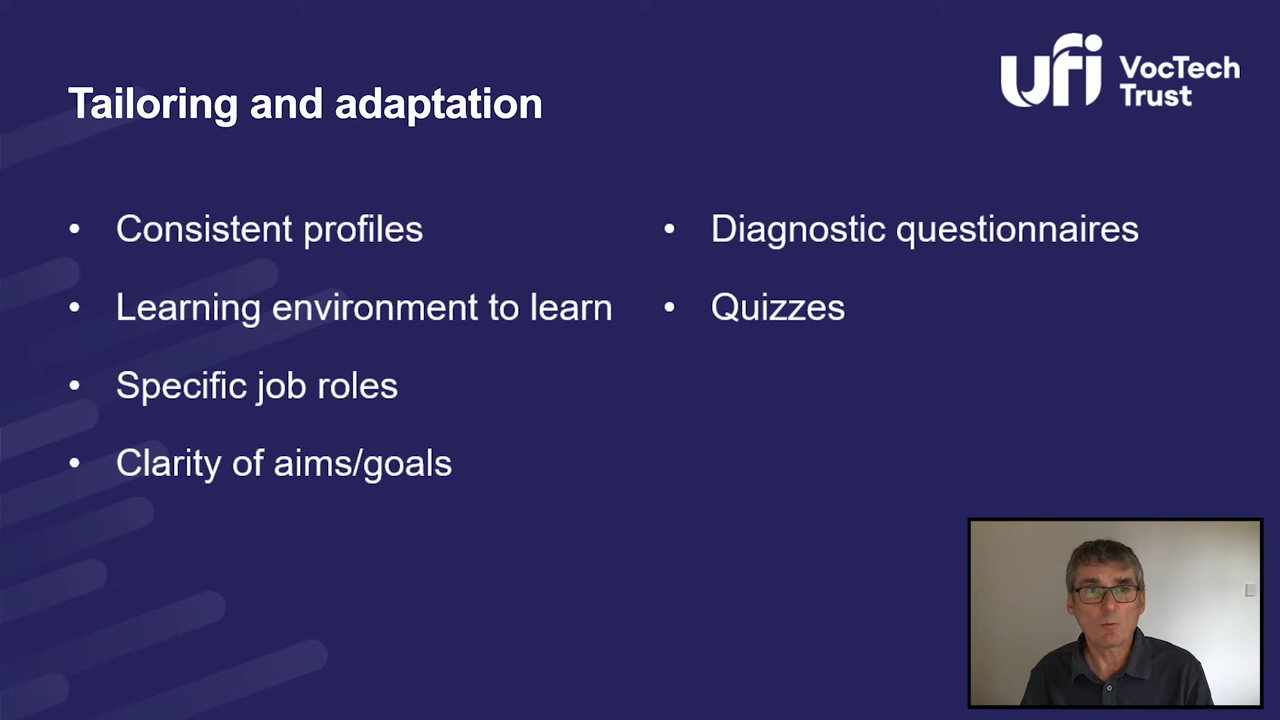 ufi VocTech
Trust
Tailoring and adaptation
• Consistent profiles
• Learning environment to learn
• Specific job roles
• Clarity of aims/goals
• Diagnostic questionnaires
• Quizzes